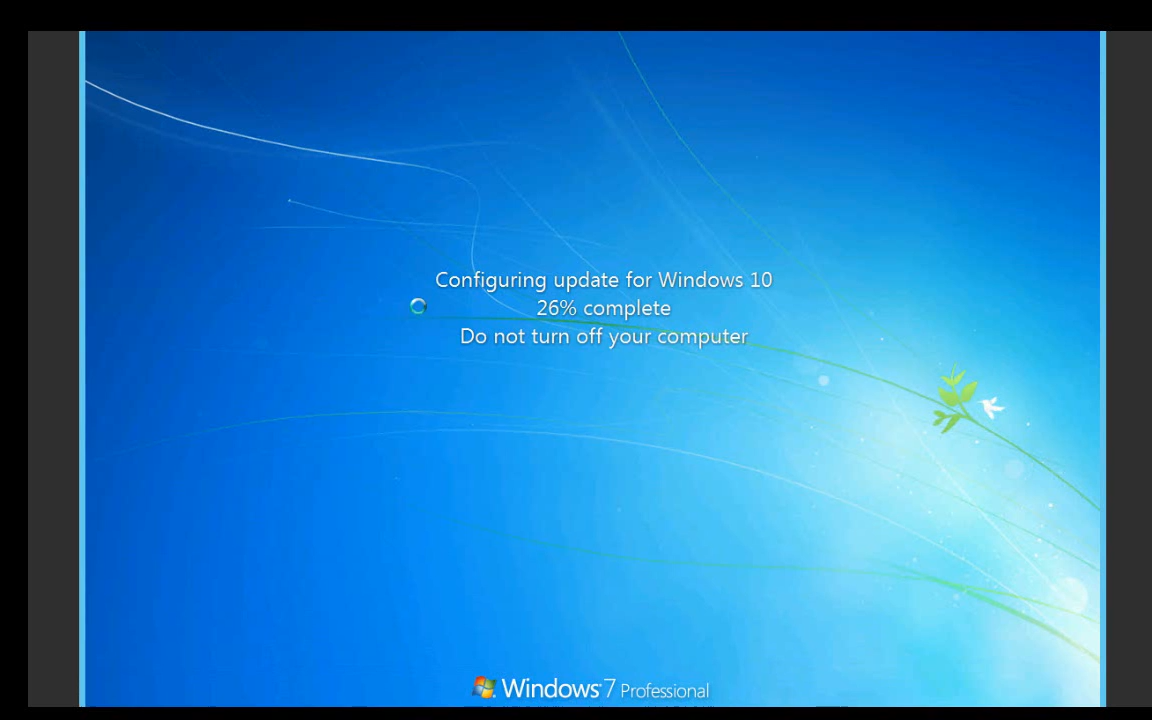 Configuring update for Windows 10
26% complete
Do not turn off your computer
Windows 7 Professional